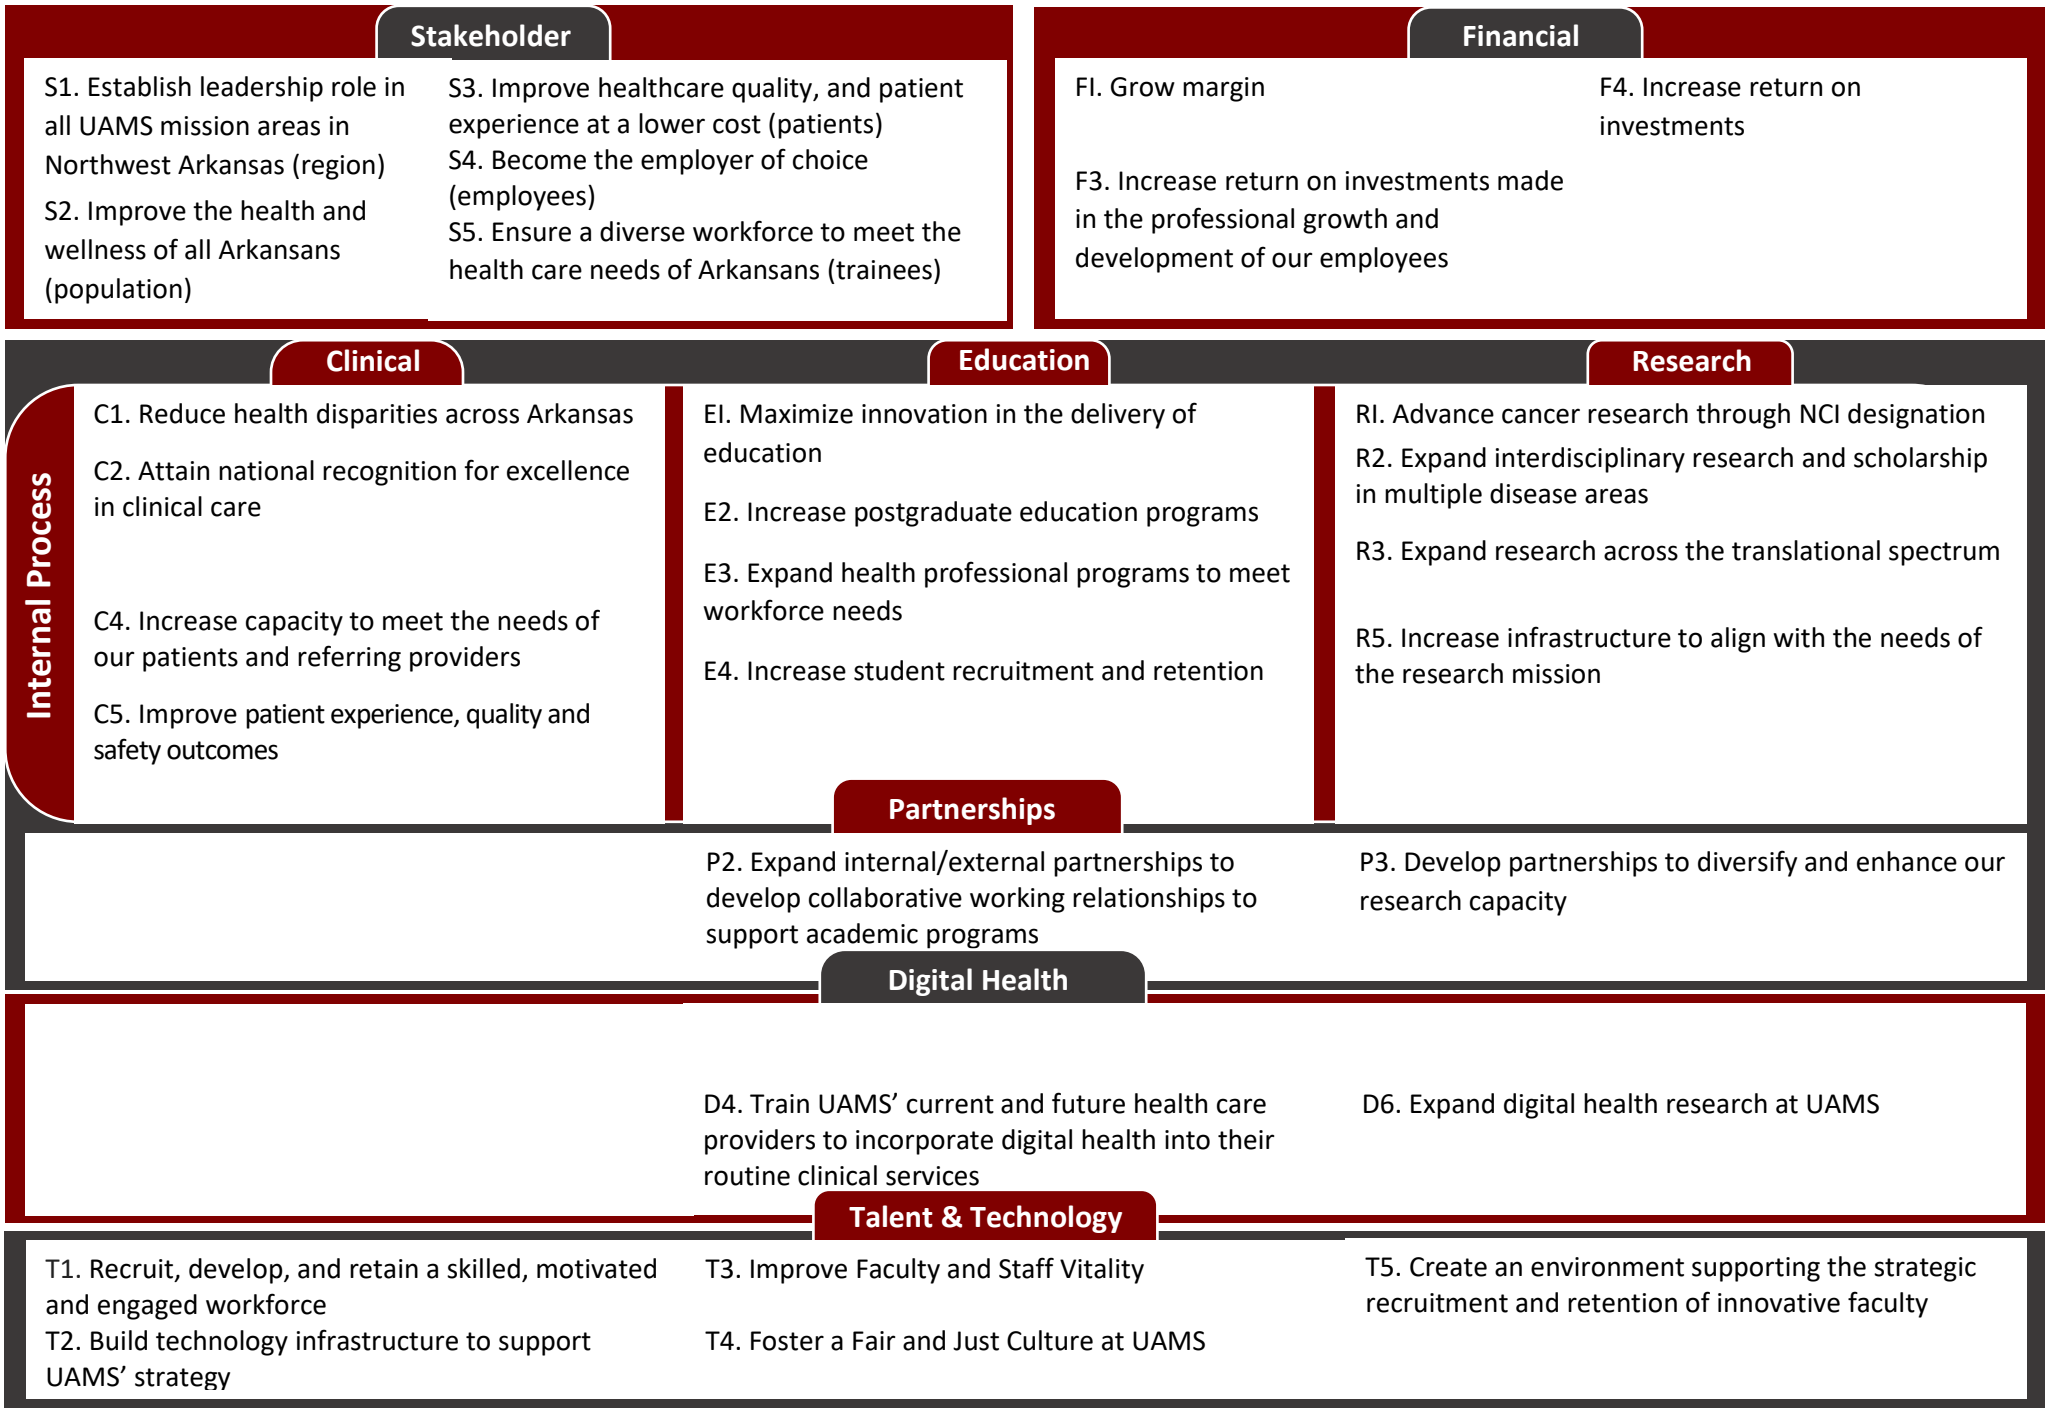 Stakeholder
S1. Establish leadership role in
all UAMS mission areas in
Northwest Arkansas (region)
S2. Improve the health and
wellness of all Arkansans
(population)
S3. Improve healthcare quality, and patient
experience at a lower cost (patients)
S4. Become the employer of choice
(employees)
S5. Ensure a diverse workforce to meet the
health care needs of Arkansans (trainees)
Financial
FI. Grow margin
F3. Increase return on investments made
in the professional growth and
development of our employees
F4. Increase return on
investments
Internal Process
Clinical
C1. Reduce health disparities across Arkansas
C2. Attain national recognition for excellence
in clinical care
C4. Increase capacity to meet the needs of
our patients and referring providers
C5. Improve patient experience, quality and
safety outcomes
Education
EI. Maximize innovation in the delivery of
education
E2. Increase postgraduate education programs
E3. Expand health professional programs to meet
workforce needs
E4. Increase student recruitment and retention
Research
RI. Advance cancer research through NCI designation
R2. Expand interdisciplinary research and scholarship
in multiple disease areas
R3. Expand research across the translational spectrum
R5. Increase infrastructure to align with the needs of
the research mission
Partnerships
P2. Expand internal/external partnerships to
develop collaborative working relationships to
support academic programs
P3. Develop partnerships to diversify and enhance our
research capacity
Digital Health
D4. Train UAMS’ current and future health care
providers to incorporate digital health into their
routine clinical services
D6. Expand digital health research at UAMS
Talent & Technology
T1. Recruit, develop, and retain a skilled, motivated
and engaged workforce
T2. Build technology infrastructure to support
UAMS’ strategy
T3. Improve Faculty and Staff Vitality
T4. Foster a Fair and Just Culture at UAMS
T5. Create an environment supporting the strategic
recruitment and retention of innovative faculty